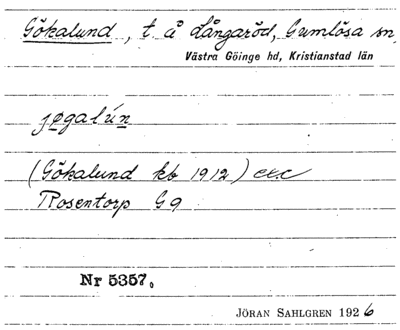 Gökalund, t. å Långaröd, Gumlösa sn,
Västra Göinge hd, Kristianstad län
jøgalún
(Gökalund kb 1912) etc
Rosentorp G9
Nr 5357.
JÖRAN SAHLGREN 1926